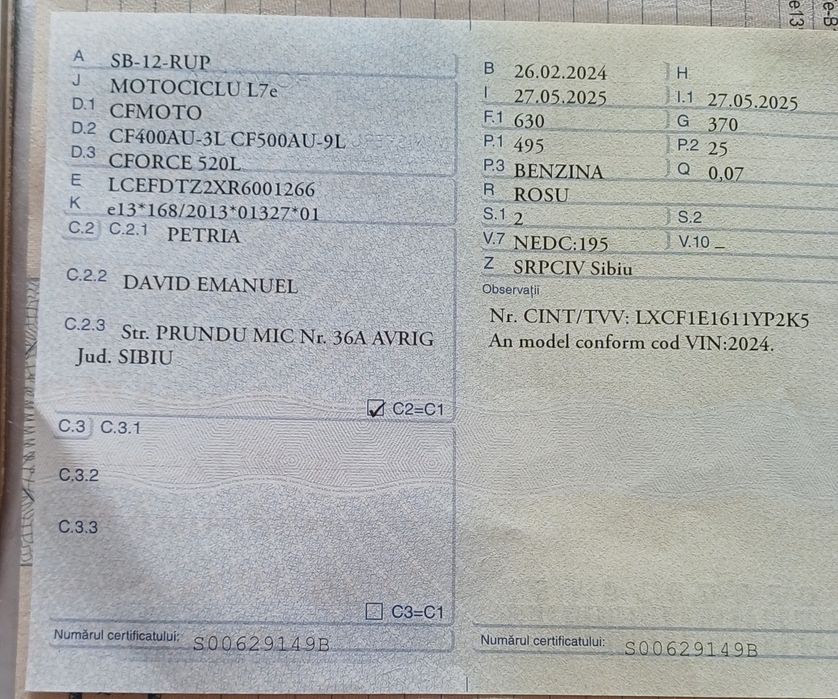 A SB-12-RUP
J MOTOCICLU L7e
D.1 CFMOTO
D.2 CF400AU-3L CF500AU-9L
D.3 CFORCE 520L
E LCEFDTZ2XR6001266
K e13*168/2013*01327*01
C.2 C.2.1 PETRIA
C.2.2 DAVID EMANUEL
C.2.3 Str. PRUNDU MIC Nr. 36A AVRIG
Jud. SIBIU
C2=C1
C.3 C.3.1
C.3.2
C.3.3
C3=C1
Numărul certificatului: S00629149B
B 26.02.2024 H
I 27.05.2025 I.1 27.05.2025
F.1 630 G 370
P.1 495 P.2 25
P.3 BENZINA Q 0,07
R ROSU
S.1 2 S.2
V.7 NEDC:195 V.10 _
Z SRPCIV Sibiu
Observații
Nr. CINT/TVV: LXCF1E1611YP2K5
An model conform cod VIN:2024.
Numărul certificatului: S00629149B
e13
e-B